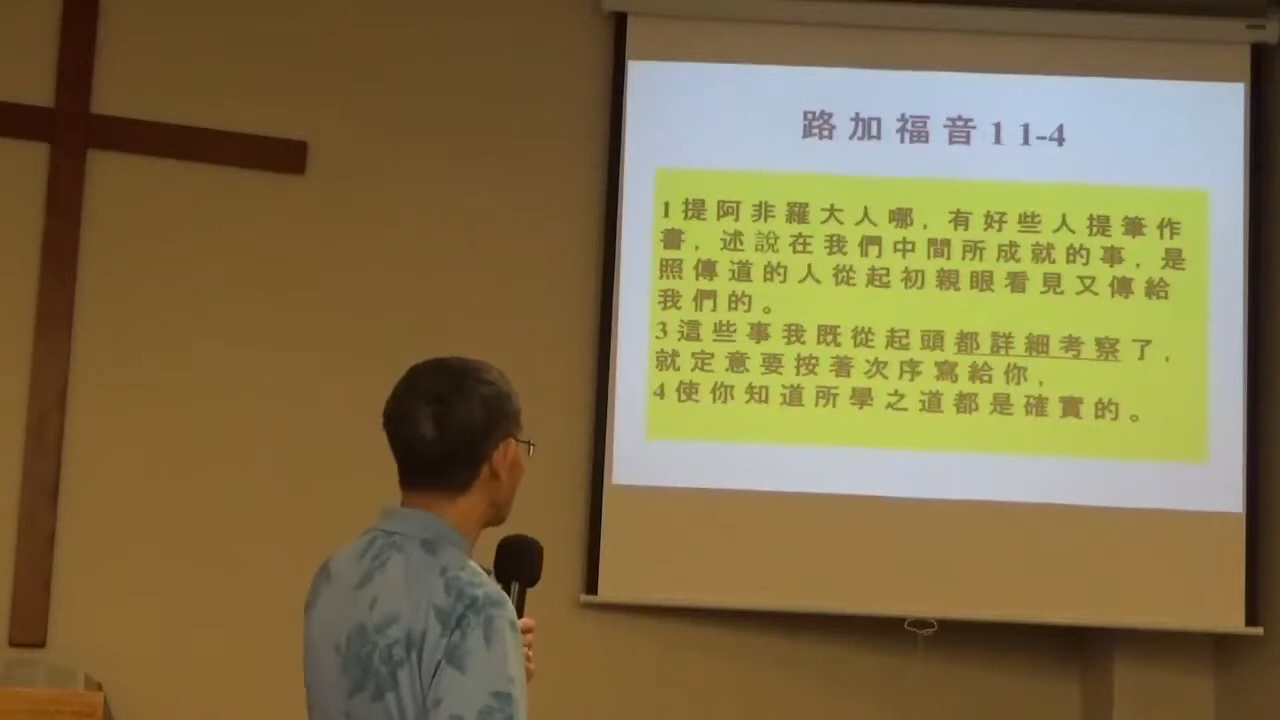 路加福音1 1-4
1提阿非羅大人哪，有好些人提筆作
書，述說在我們中間所成就的事，是
照傳道的人從起初親眼看見又傳給
我們的。
3這些事我既從起頭都詳細考察了，
就定意要按著次序寫給你，
4使你知道所學之道都是確實的。